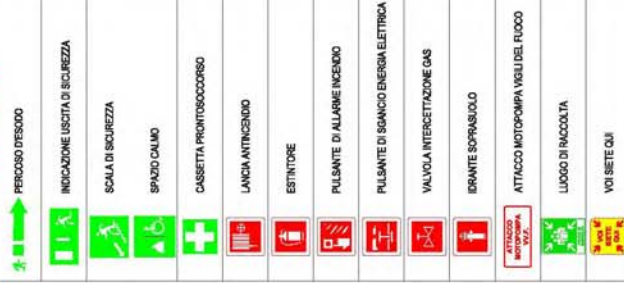 PERCOSO D'ESODO
INDICAZIONE USCITA DI SICUREZZA
SCALA DI SICUREZZA
SPAZIO CALMO
CASSETTA PRONTOSOCCORSO
LANCIA ANTINCENDIO
ESTINTORE
PULSANTE DI ALLARME INCENDIO
PULSANTE DI SGANCIO ENERGIA ELETTRICA
VALVOLA INTERCETTAZIONE GAS
IDRANTE SOPRASUOLO
ATTACCO
MOTOPOMPA
VV.F.
ATTACCO MOTOPOMPA VIGILI DEL FUOCO
LUOGO DI RACCOLTA
VOI
SIETE
QUI
VOI SIETE QUI